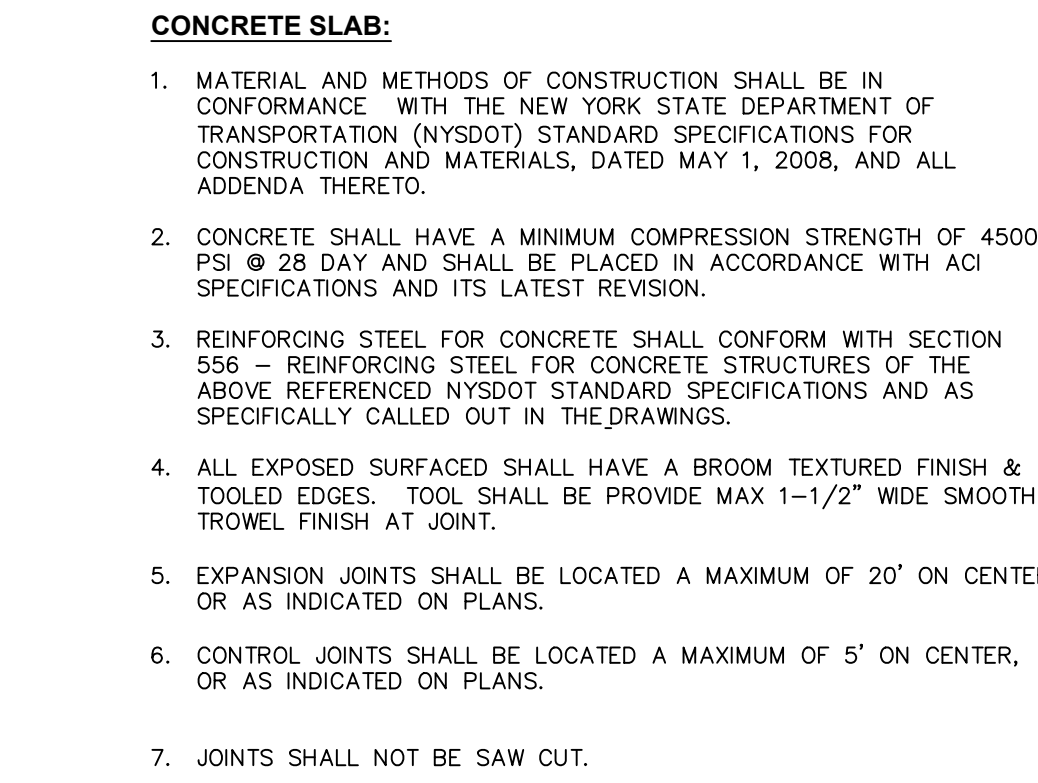 CONCRETE SLAB:
1. MATERIAL AND METHODS OF CONSTRUCTION SHALL BE IN
CONFORMANCE WITH THE NEW YORK STATE DEPARTMENT OF
TRANSPORTATION (NYSDOT) STANDARD SPECIFICATIONS FOR
CONSTRUCTION AND MATERIALS, DATED MAY 1, 2008, AND ALL
ADDENDA THERETO.
2. CONCRETE SHALL HAVE A MINIMUM COMPRESSION STRENGTH OF 4500
PSI @ 28 DAY AND SHALL BE PLACED IN ACCORDANCE WITH ACI
SPECIFICATIONS AND ITS LATEST REVISION.
3. REINFORCING STEEL FOR CONCRETE SHALL CONFORM WITH SECTION
556 – REINFORCING STEEL FOR CONCRETE STRUCTURES OF THE
ABOVE REFERENCED NYSDOT STANDARD SPECIFICATIONS AND AS
SPECIFICALLY CALLED OUT IN THE DRAWINGS.
4. ALL EXPOSED SURFACED SHALL HAVE A BROOM TEXTURED FINISH &
TOOLED EDGES. TOOL SHALL BE PROVIDE MAX 1–1/2” WIDE SMOOTH
TROWEL FINISH AT JOINT.
5. EXPANSION JOINTS SHALL BE LOCATED A MAXIMUM OF 20’ ON CENTE
OR AS INDICATED ON PLANS.
6. CONTROL JOINTS SHALL BE LOCATED A MAXIMUM OF 5’ ON CENTER,
OR AS INDICATED ON PLANS.
7. JOINTS SHALL NOT BE SAW CUT.